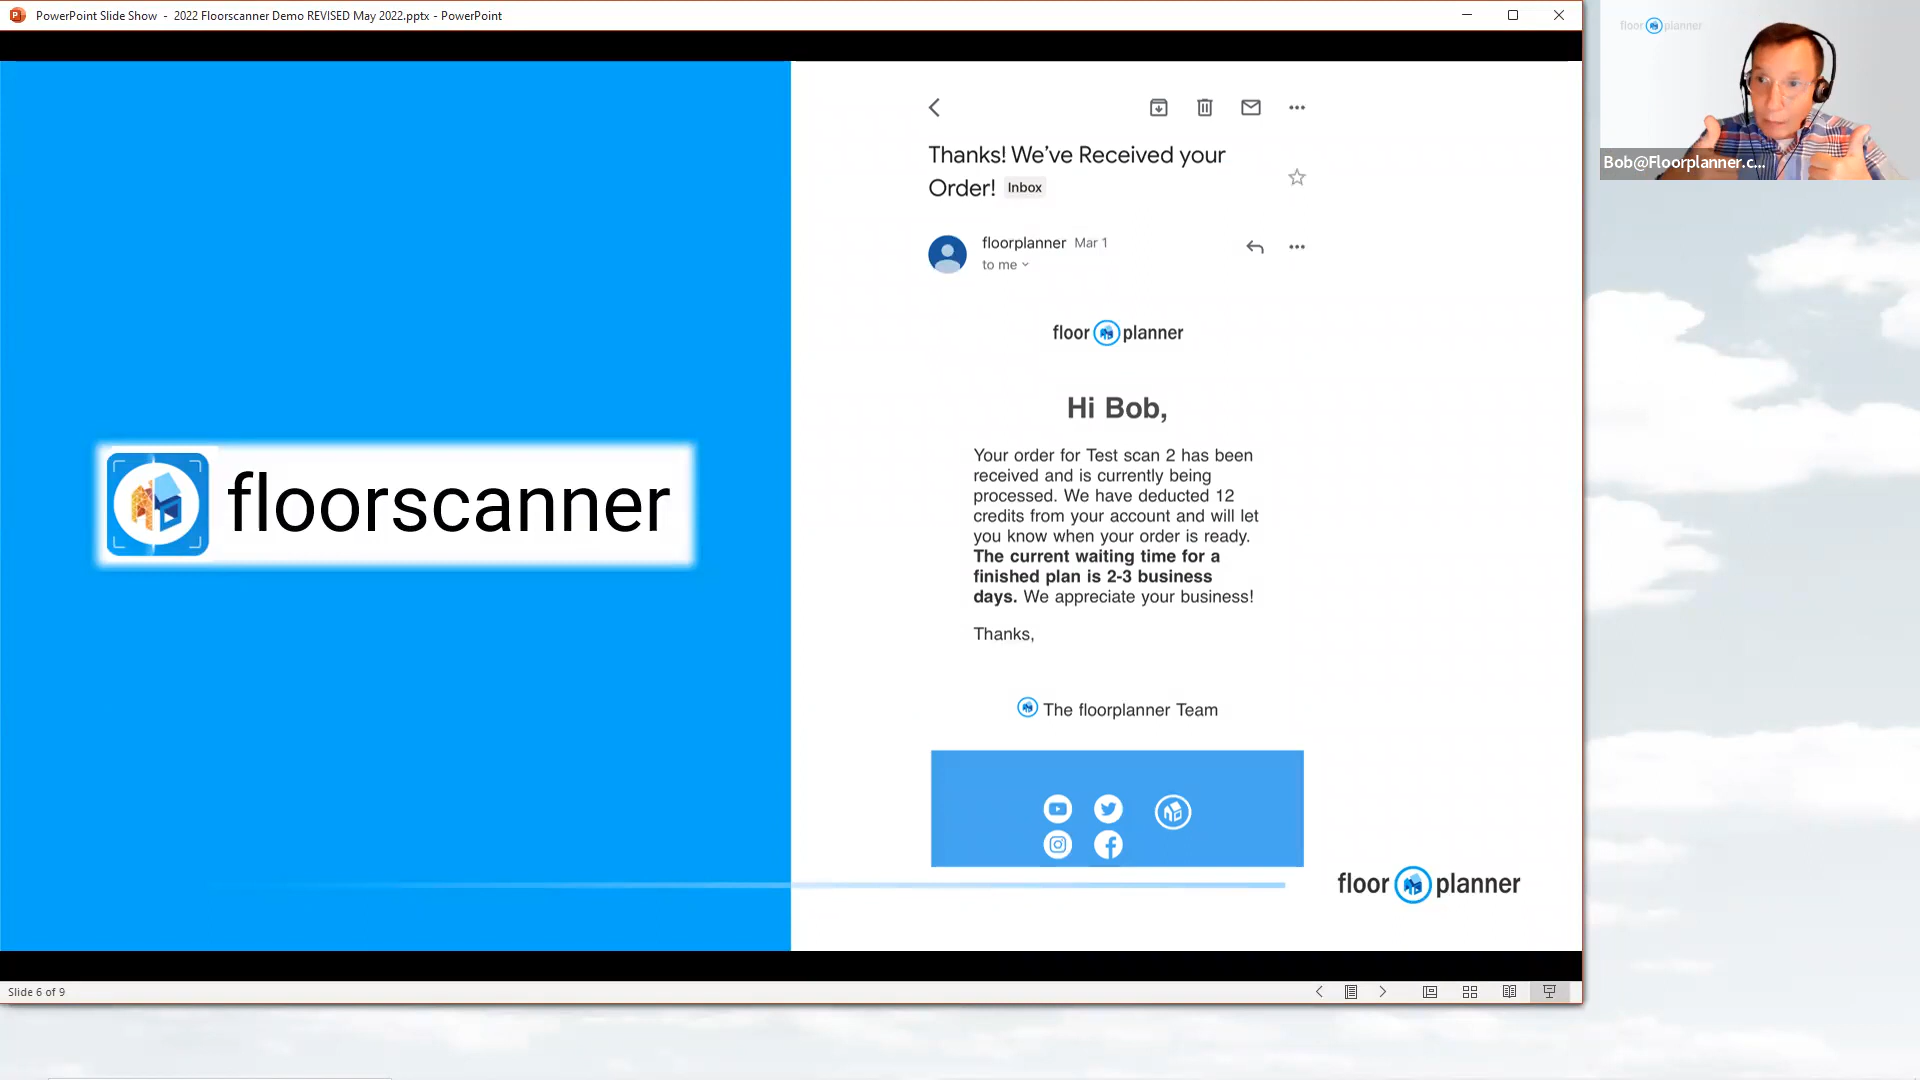 PowerPoint Slide Show - 2022 Floorscanner Demo REVISED May 2022.pptx - PowerPoint
floor planner
Bob@Floorplanner.c...
floorscanner
Thanks! We’ve Received your
Order! Inbox
floorplanner Mar 1
to me
floor planner
Hi Bob,
Your order for Test scan 2 has been
received and is currently being
processed. We have deducted 12
credits from your account and will let
you know when your order is ready.
The current waiting time for a
finished plan is 2-3 business
days. We appreciate your business!
Thanks,
The floorplanner Team
floor planner
Slide 6 of 9